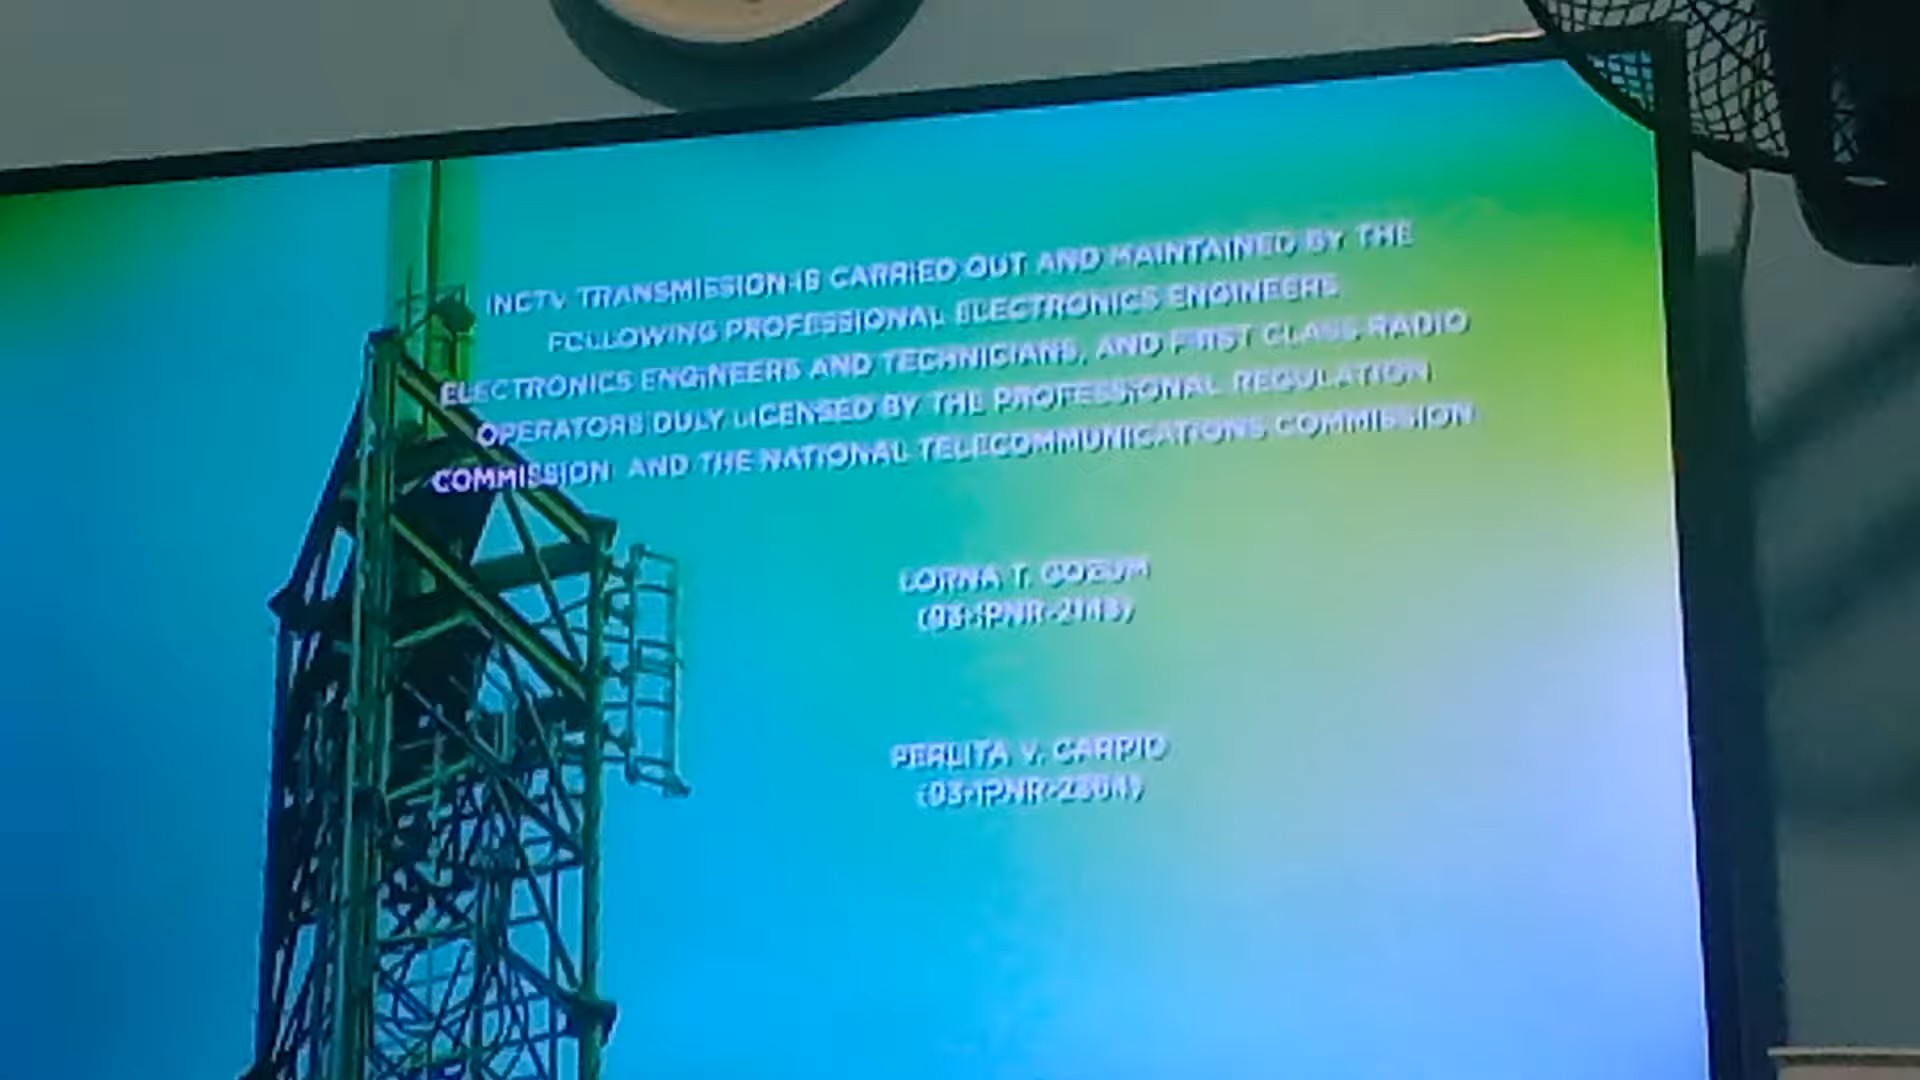 INCTV TRANSMISSION IS CARRIED OUT AND MAINTAINED BY THE
FOLLOWING PROFESSIONAL ELECTRONICS ENGINEERS
ELECTRONICS ENGINEERS AND TECHNICIANS, AND FIRST CLASS RADIO
OPERATORS DULY LICENSED BY THE PROFESSIONAL REGULATION
COMMISSION AND THE NATIONAL TELECOMMUNICATIONS COMMISSION
LORNA T.
PERLITA V. CARPIO